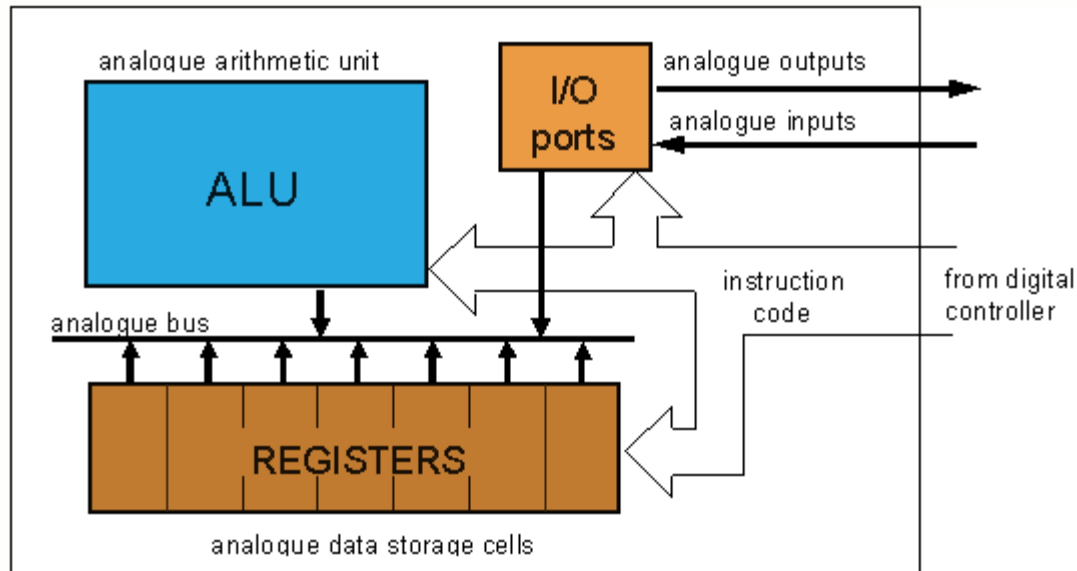 analogue arithmetic unit
ALU
I/O
ports
analogue outputs
analogue inputs
instruction
code
from digital
controller
analogue bus
REGISTERS
analogue data storage cells